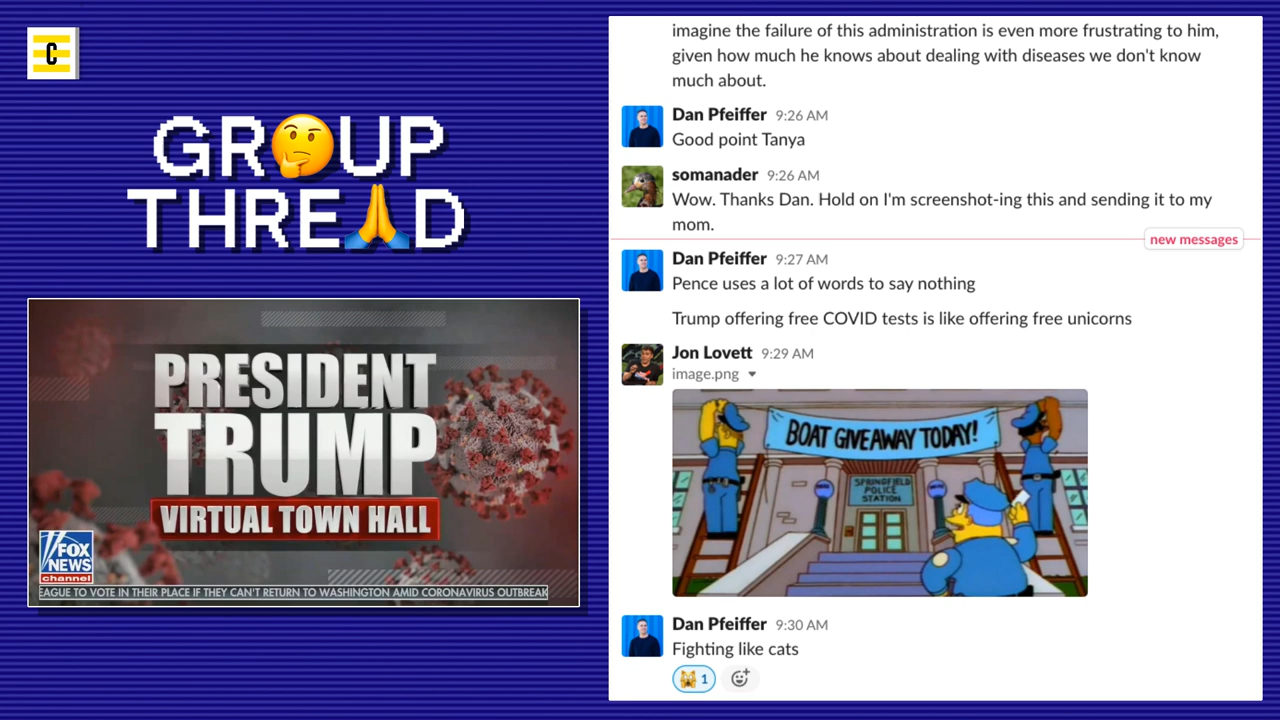 C
GR🤔UP
THRE🙏D
PRESIDENT
TRUMP
VIRTUAL TOWN HALL
FOX
NEWS
channel
EAGUE TO VOTE IN THEIR PLACE IF THEY CAN'T RETURN TO WASHINGTON AMID CORONAVIRUS OUTBREAK
imagine the failure of this administration is even more frustrating to him,
given how much he knows about dealing with diseases we don't know
much about.
Dan Pfeiffer 9:26 AM
Good point Tanya
somanader 9:26 AM
Wow. Thanks Dan. Hold on I'm screenshot-ing this and sending it to my
mom.
new messages
Dan Pfeiffer 9:27 AM
Pence uses a lot of words to say nothing
Trump offering free COVID tests is like offering free unicorns
Jon Lovett 9:29 AM
image.png
BOAT GIVEAWAY TODAY!
SPRINGFIELD
POLICE
STATION
Dan Pfeiffer 9:30 AM
Fighting like cats
1